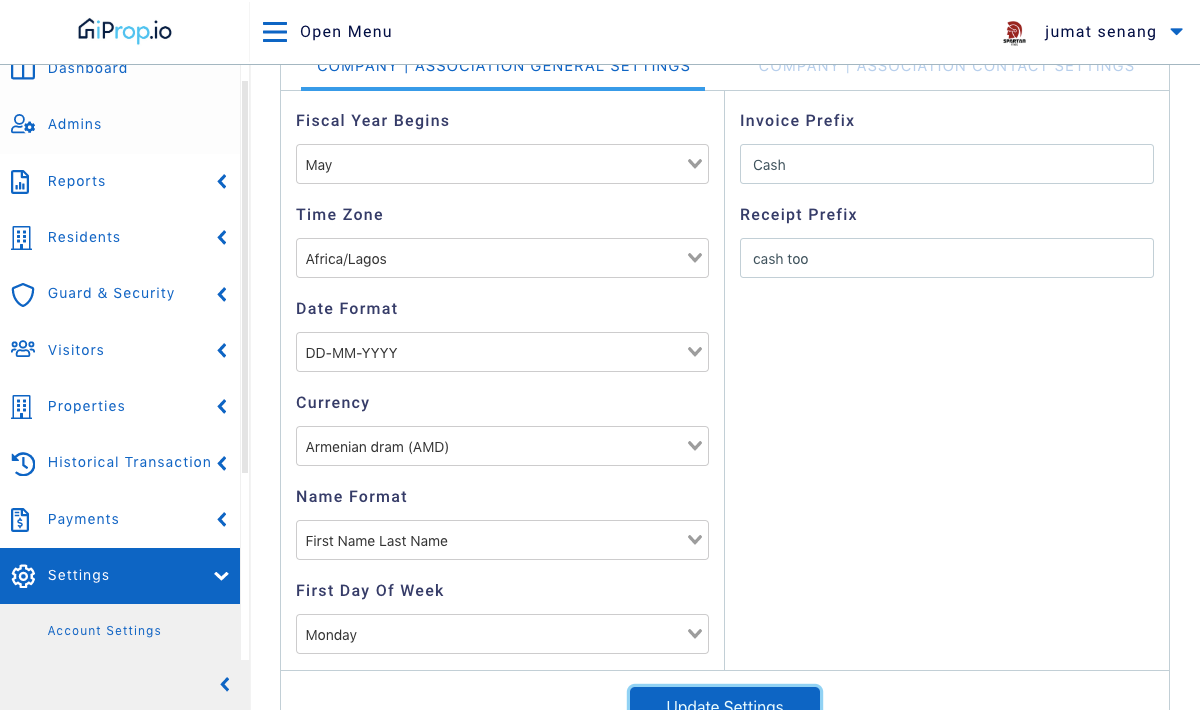 iProp.io
Open Menu
jumat senang
SPARTAN
Dashboard
Admins
Reports
Residents
Guard & Security
Visitors
Properties
Historical Transaction
Payments
Settings
Account Settings
COMPANY | ASSOCIATION GENERAL SETTINGS
COMPANY | ASSOCIATION CONTACT SETTINGS
Fiscal Year Begins
May
Time Zone
Africa/Lagos
Date Format
DD-MM-YYYY
Currency
Armenian dram (AMD)
Name Format
First Name Last Name
First Day Of Week
Monday
Invoice Prefix
Cash
Receipt Prefix
cash too
Update Settings